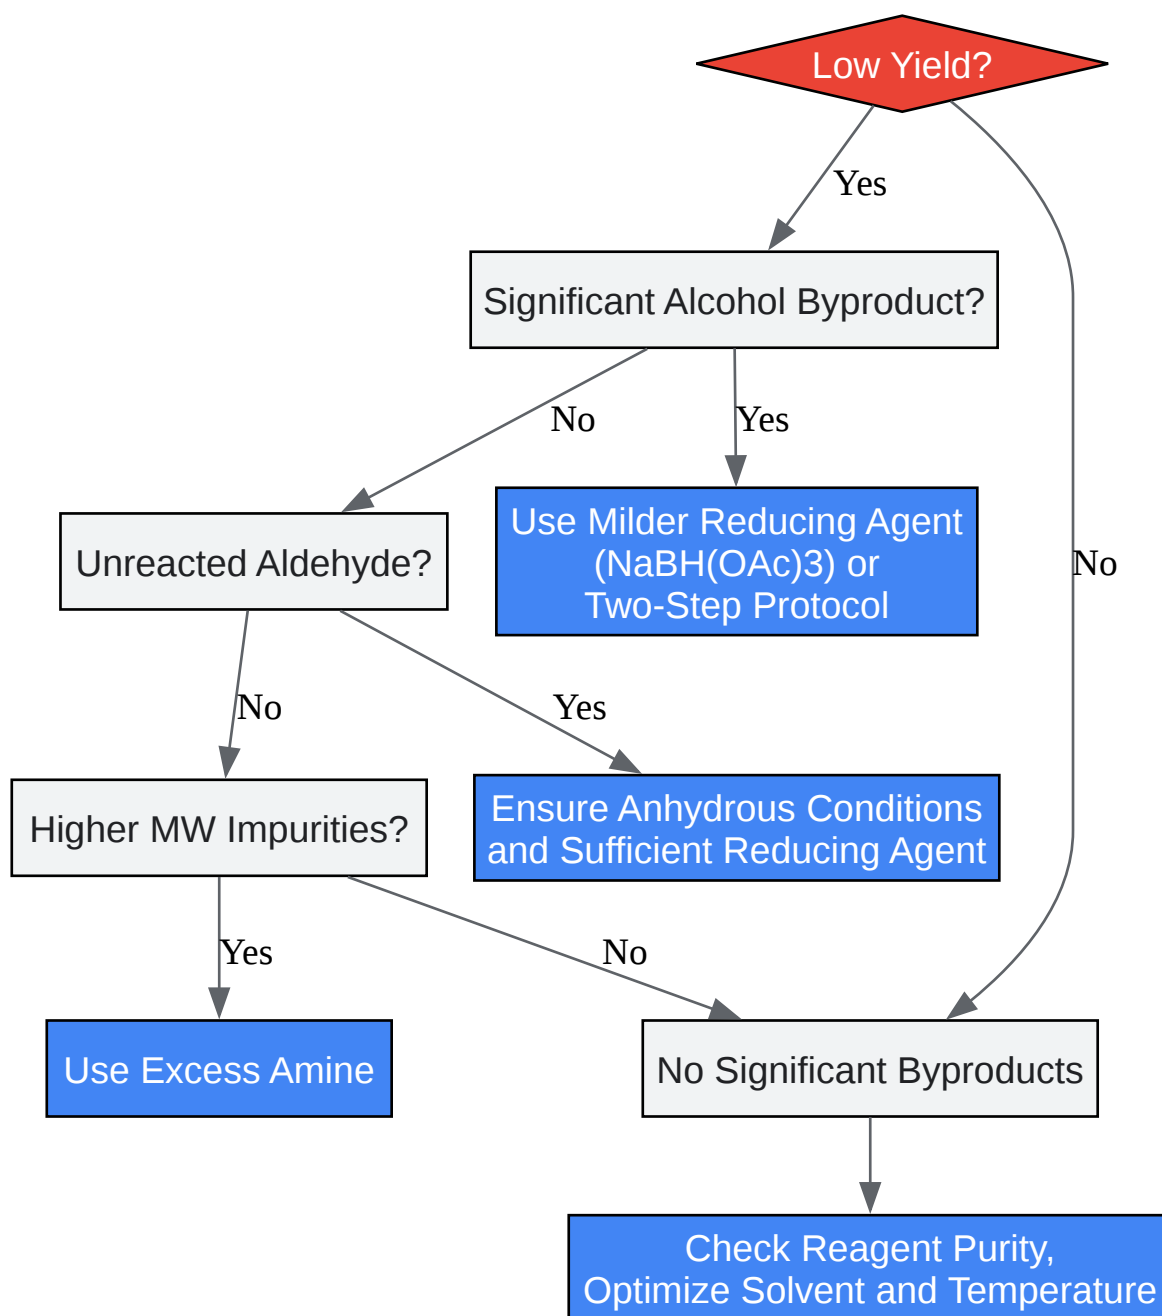 Low Yield?
Yes
Significant Alcohol Byproduct?
No
Yes
Use Milder Reducing Agent
(NaBH(OAc)3) or
Two-Step Protocol
Unreacted Aldehyde?
No
No
Yes
Ensure Anhydrous Conditions
and Sufficient Reducing Agent
Higher MW Impurities?
Yes
No
Use Excess Amine
No Significant Byproducts
Check Reagent Purity,
Optimize Solvent and Temperature